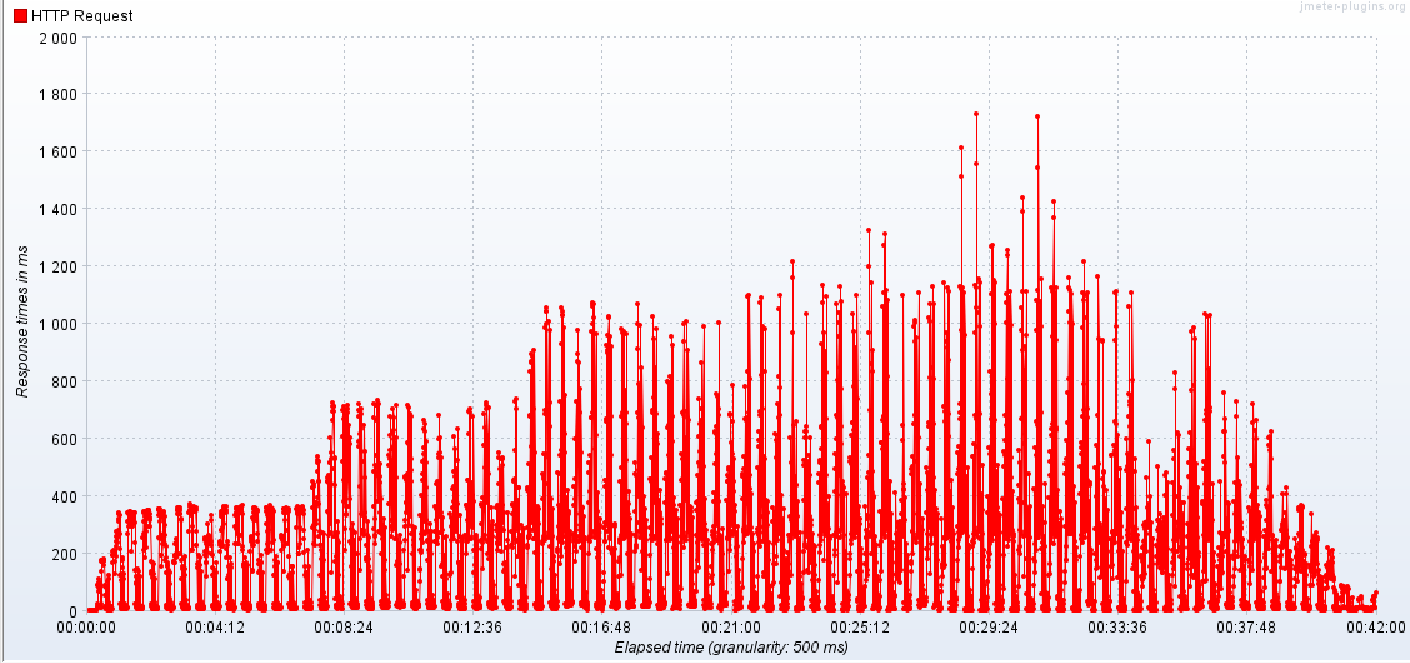 HTTP Request
jmeter-plugins.org
2 000
1 800
1 600
1 400
1 200
1 000
800
600
400
200
0
Response times in ms
00:00:00 00:04:12 00:08:24 00:12:36 00:16:48 00:21:00 00:25:12 00:29:24 00:33:36 00:37:48 00:42:00
Elapsed time (granularity: 500 ms)